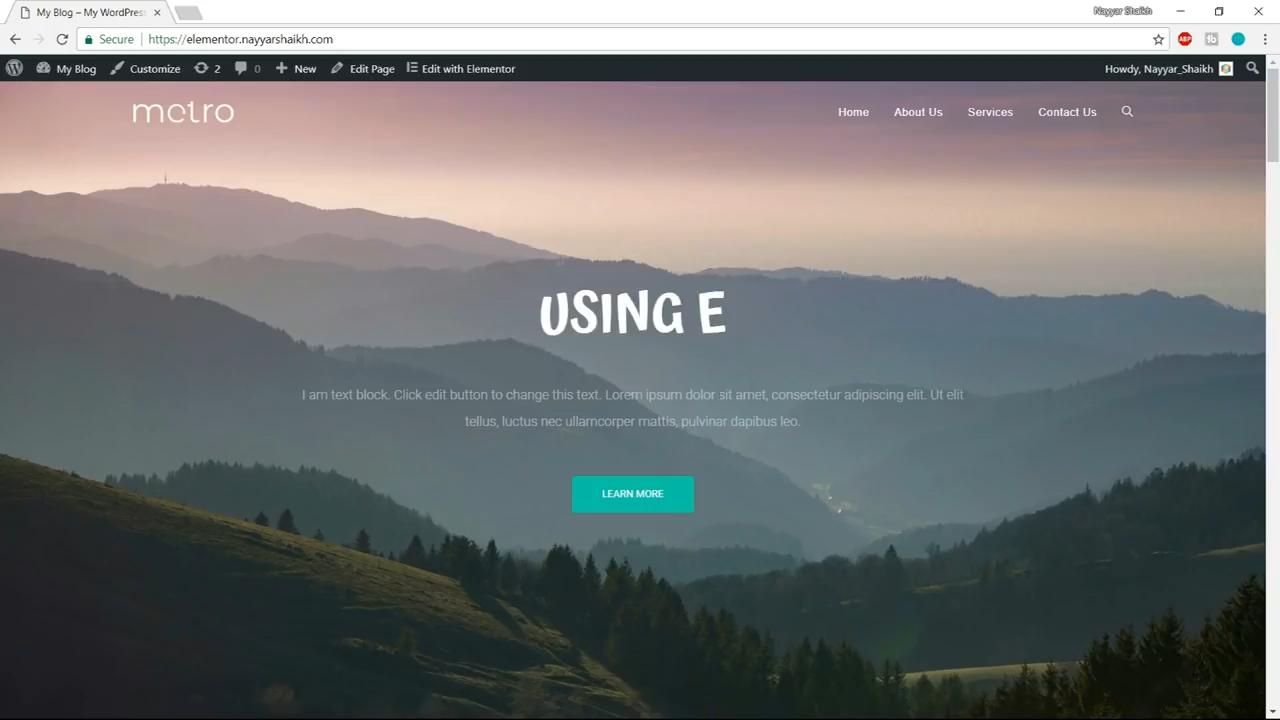 My Blog – My WordPress
Nayyar Shaikh
Secure https://elementor.nayyarshaikh.com
ABP
My Blog Customize 2 0 New Edit Page Edit with Elementor Howdy, Nayyar_Shaikh
metro Home About Us Services Contact Us
USING E
I am text block. Click edit button to change this text. Lorem ipsum dolor sit amet, consectetur adipiscing elit. Ut elit
tellus, luctus nec ullamcorper mattis, pulvinar dapibus leo.
LEARN MORE